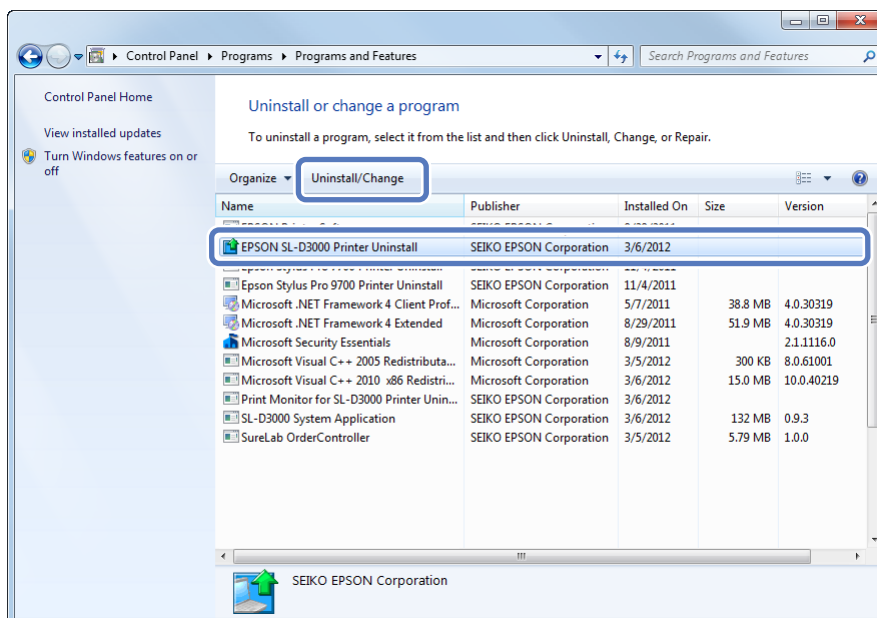 Control Panel ▸ Programs ▸ Programs and Features
Search Programs and Features
Control Panel Home
View installed updates
Turn Windows features on or
off
Uninstall or change a program
To uninstall a program, select it from the list and then click Uninstall, Change, or Repair.
Organize Uninstall/Change
Name Publisher Installed On Size Version
EPSON SL-D3000 Printer Uninstall SEIKO EPSON Corporation 3/6/2012
Epson Stylus Pro 9700 Printer Uninstall SEIKO EPSON Corporation 11/4/2011
Microsoft .NET Framework 4 Client Prof... Microsoft Corporation 5/7/2011 38.8 MB 4.0.30319
Microsoft .NET Framework 4 Extended Microsoft Corporation 8/29/2011 51.9 MB 4.0.30319
Microsoft Security Essentials Microsoft Corporation 8/9/2011 2.1.1116.0
Microsoft Visual C++ 2005 Redistributa... Microsoft Corporation 3/5/2012 300 KB 8.0.61001
Microsoft Visual C++ 2010 x86 Redistri... Microsoft Corporation 3/6/2012 15.0 MB 10.0.40219
Print Monitor for SL-D3000 Printer Unin... SEIKO EPSON Corporation 3/6/2012
SL-D3000 System Application SEIKO EPSON Corporation 3/6/2012 132 MB 0.9.3
SureLab OrderController SEIKO EPSON Corporation 3/5/2012 5.79 MB 1.0.0
SEIKO EPSON Corporation